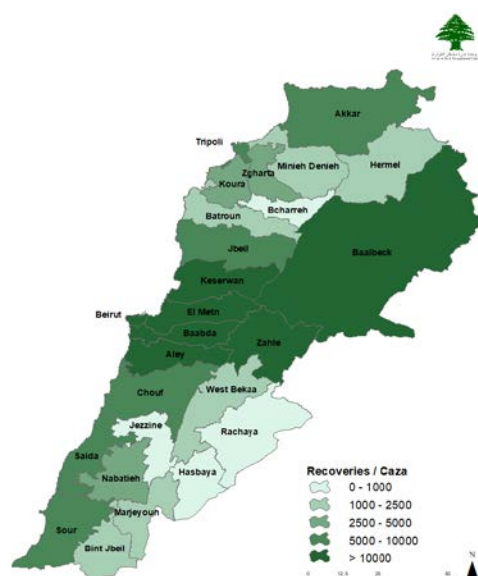 Akkar
Tripoli
Zgharta
Minieh Denieh
Hermel
Koura
Bcharreh
Batroun
Jbeil
Baalbeck
Keserwan
Beirut
El Metn
Baabda
Zahle
Aley
West Bekaa
Chouf
Jezzine
Rachaya
Saida
Hasbaya
Nabatieh
Marjeyoun
Sour
Bint Jbeil
Recoveries / Caza
0 - 1000
1000 - 2500
2500 - 5000
5000 - 10000
> 10000
N